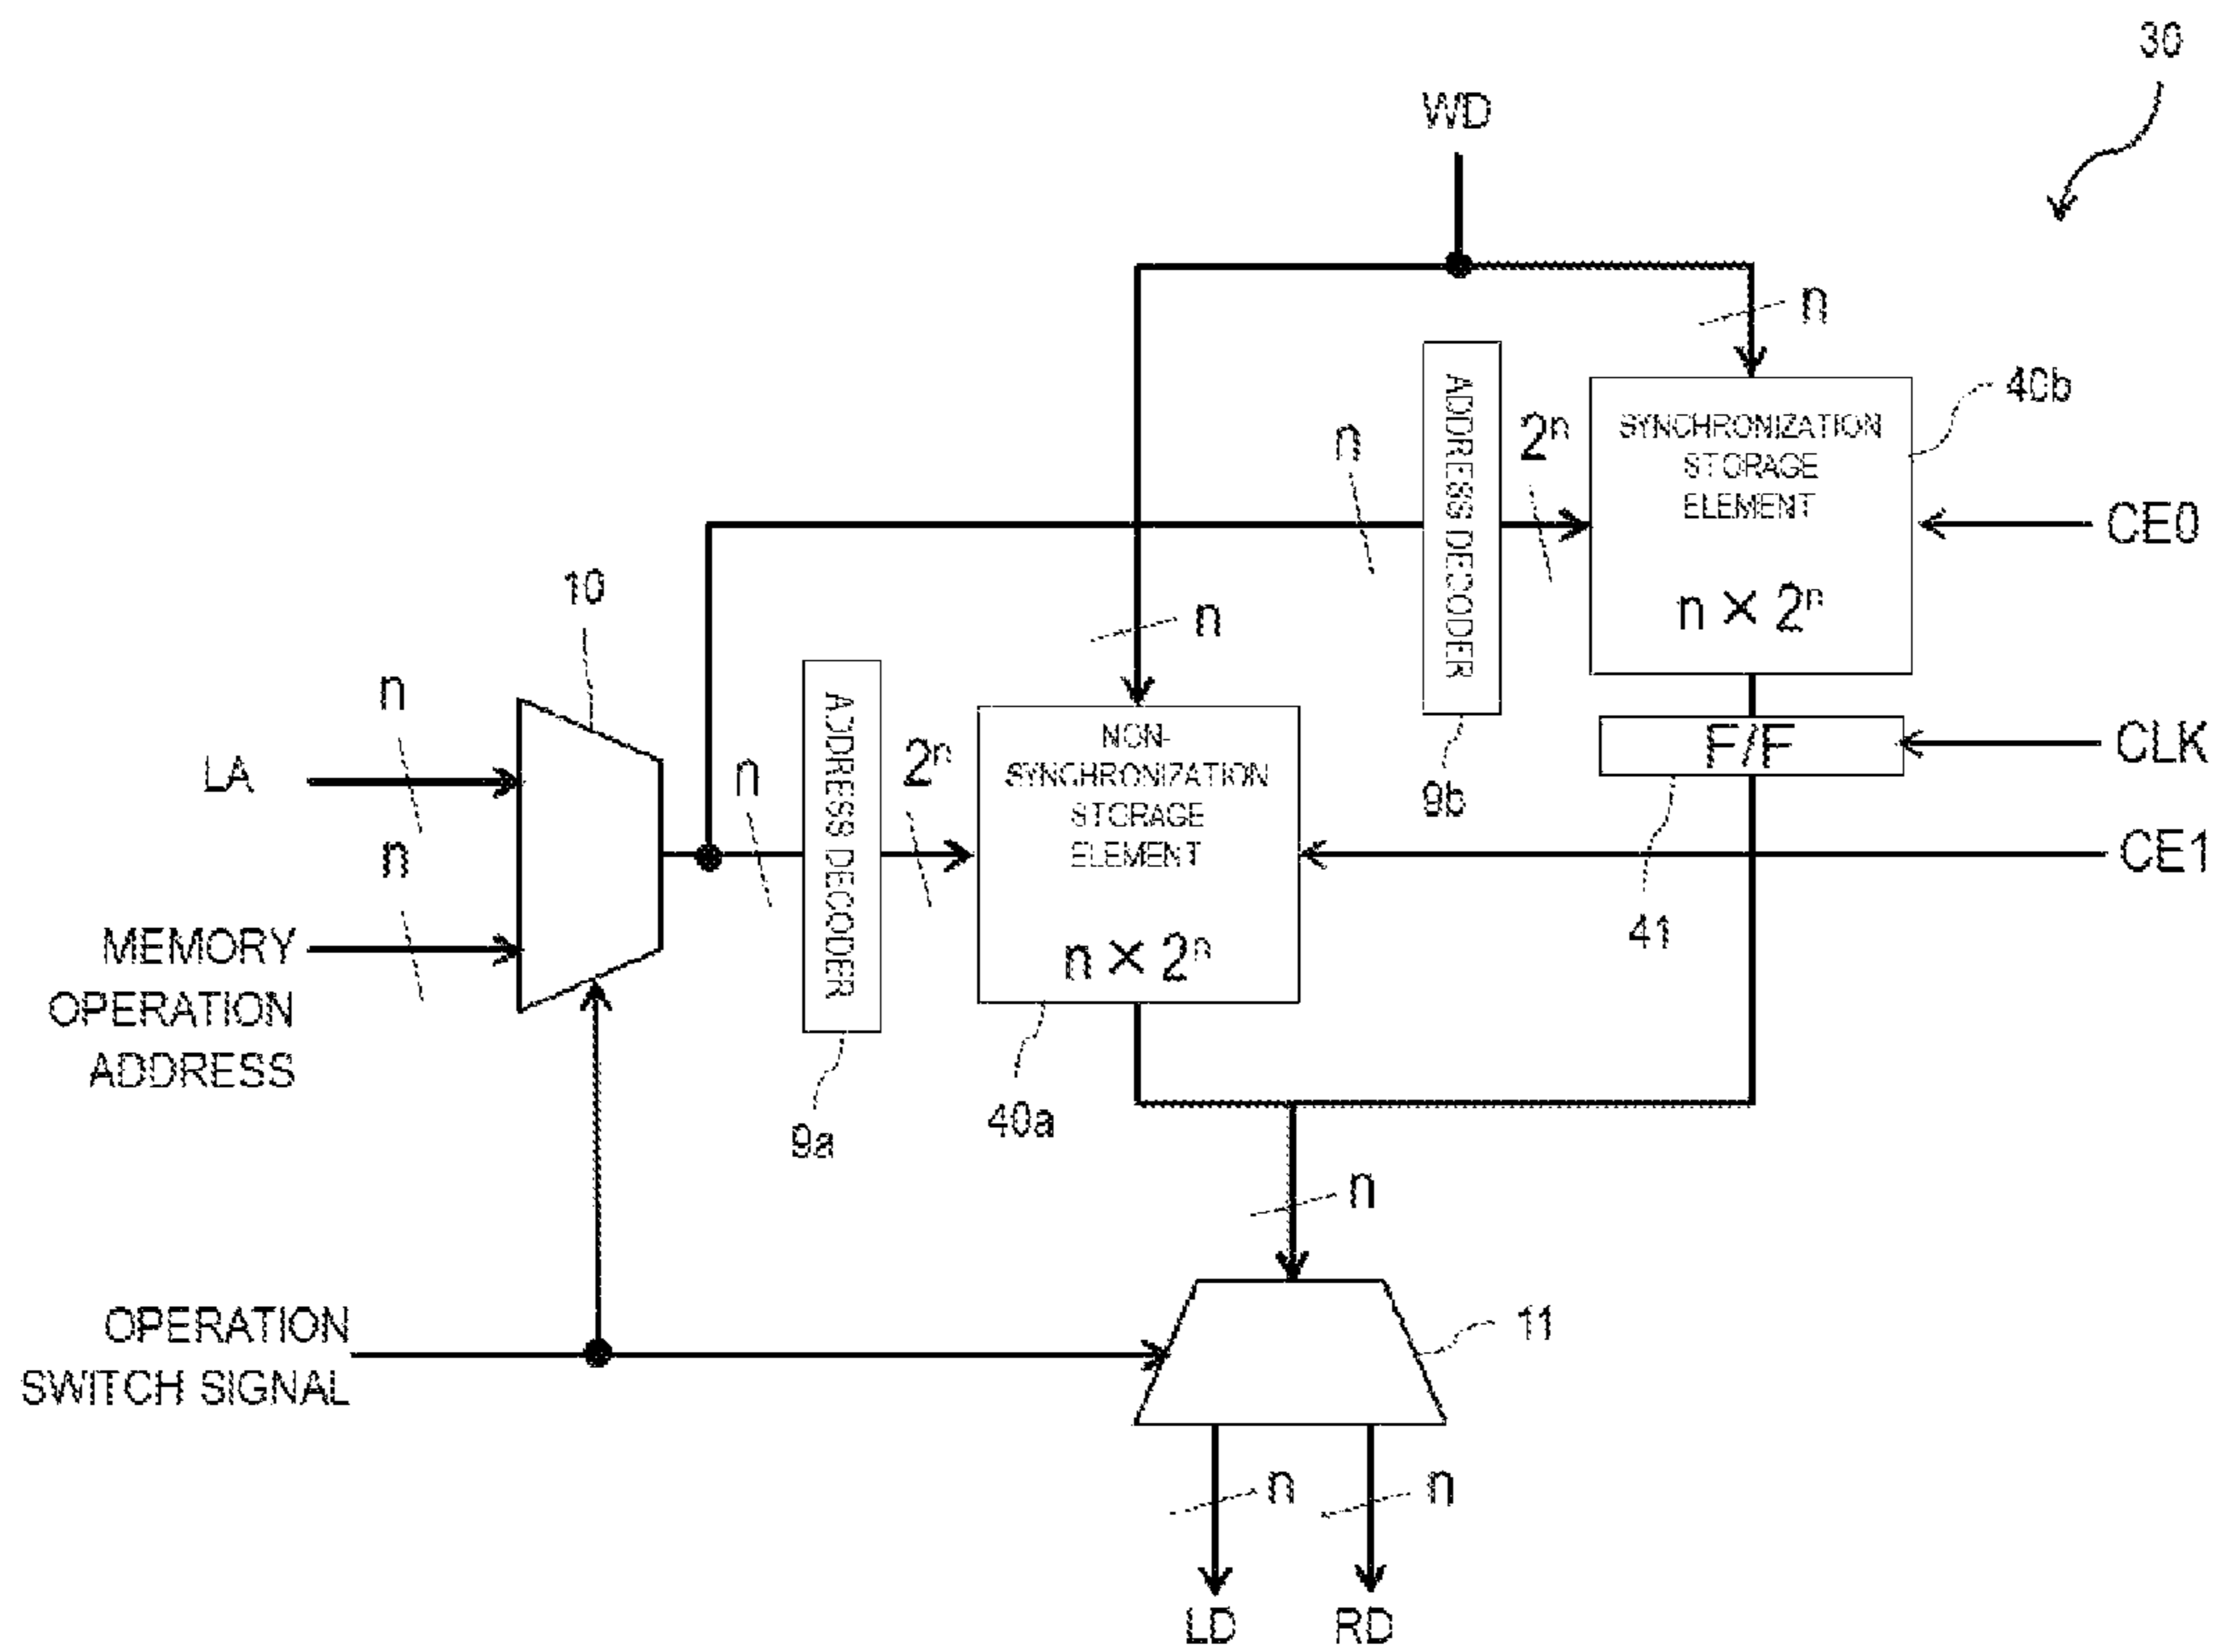 30
WD
n
40b
ADDRESS DECODER
n
2ⁿ
SYNCHRONIZATION
STORAGE
ELEMENT
n × 2ⁿ
CE0
10
n
9b
F/F
CLK
n
LA
n
MEMORY
OPERATION
ADDRESS
n
ADDRESS DECODER
2ⁿ
NON-
SYNCHRONIZATION
STORAGE
ELEMENT
n × 2ⁿ
CE1
41
9a
40a
n
OPERATION
SWITCH SIGNAL
11
n
n
LD
RD